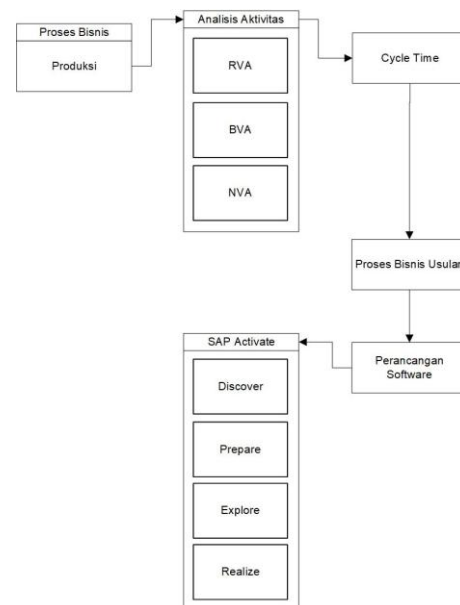 Proses Bisnis
Produksi
Analisis Aktivitas
RVA
BVA
NVA
Cycle Time
Proses Bisnis Usulan
Perancangan
Software
SAP Activate
Discover
Prepare
Explore
Realize